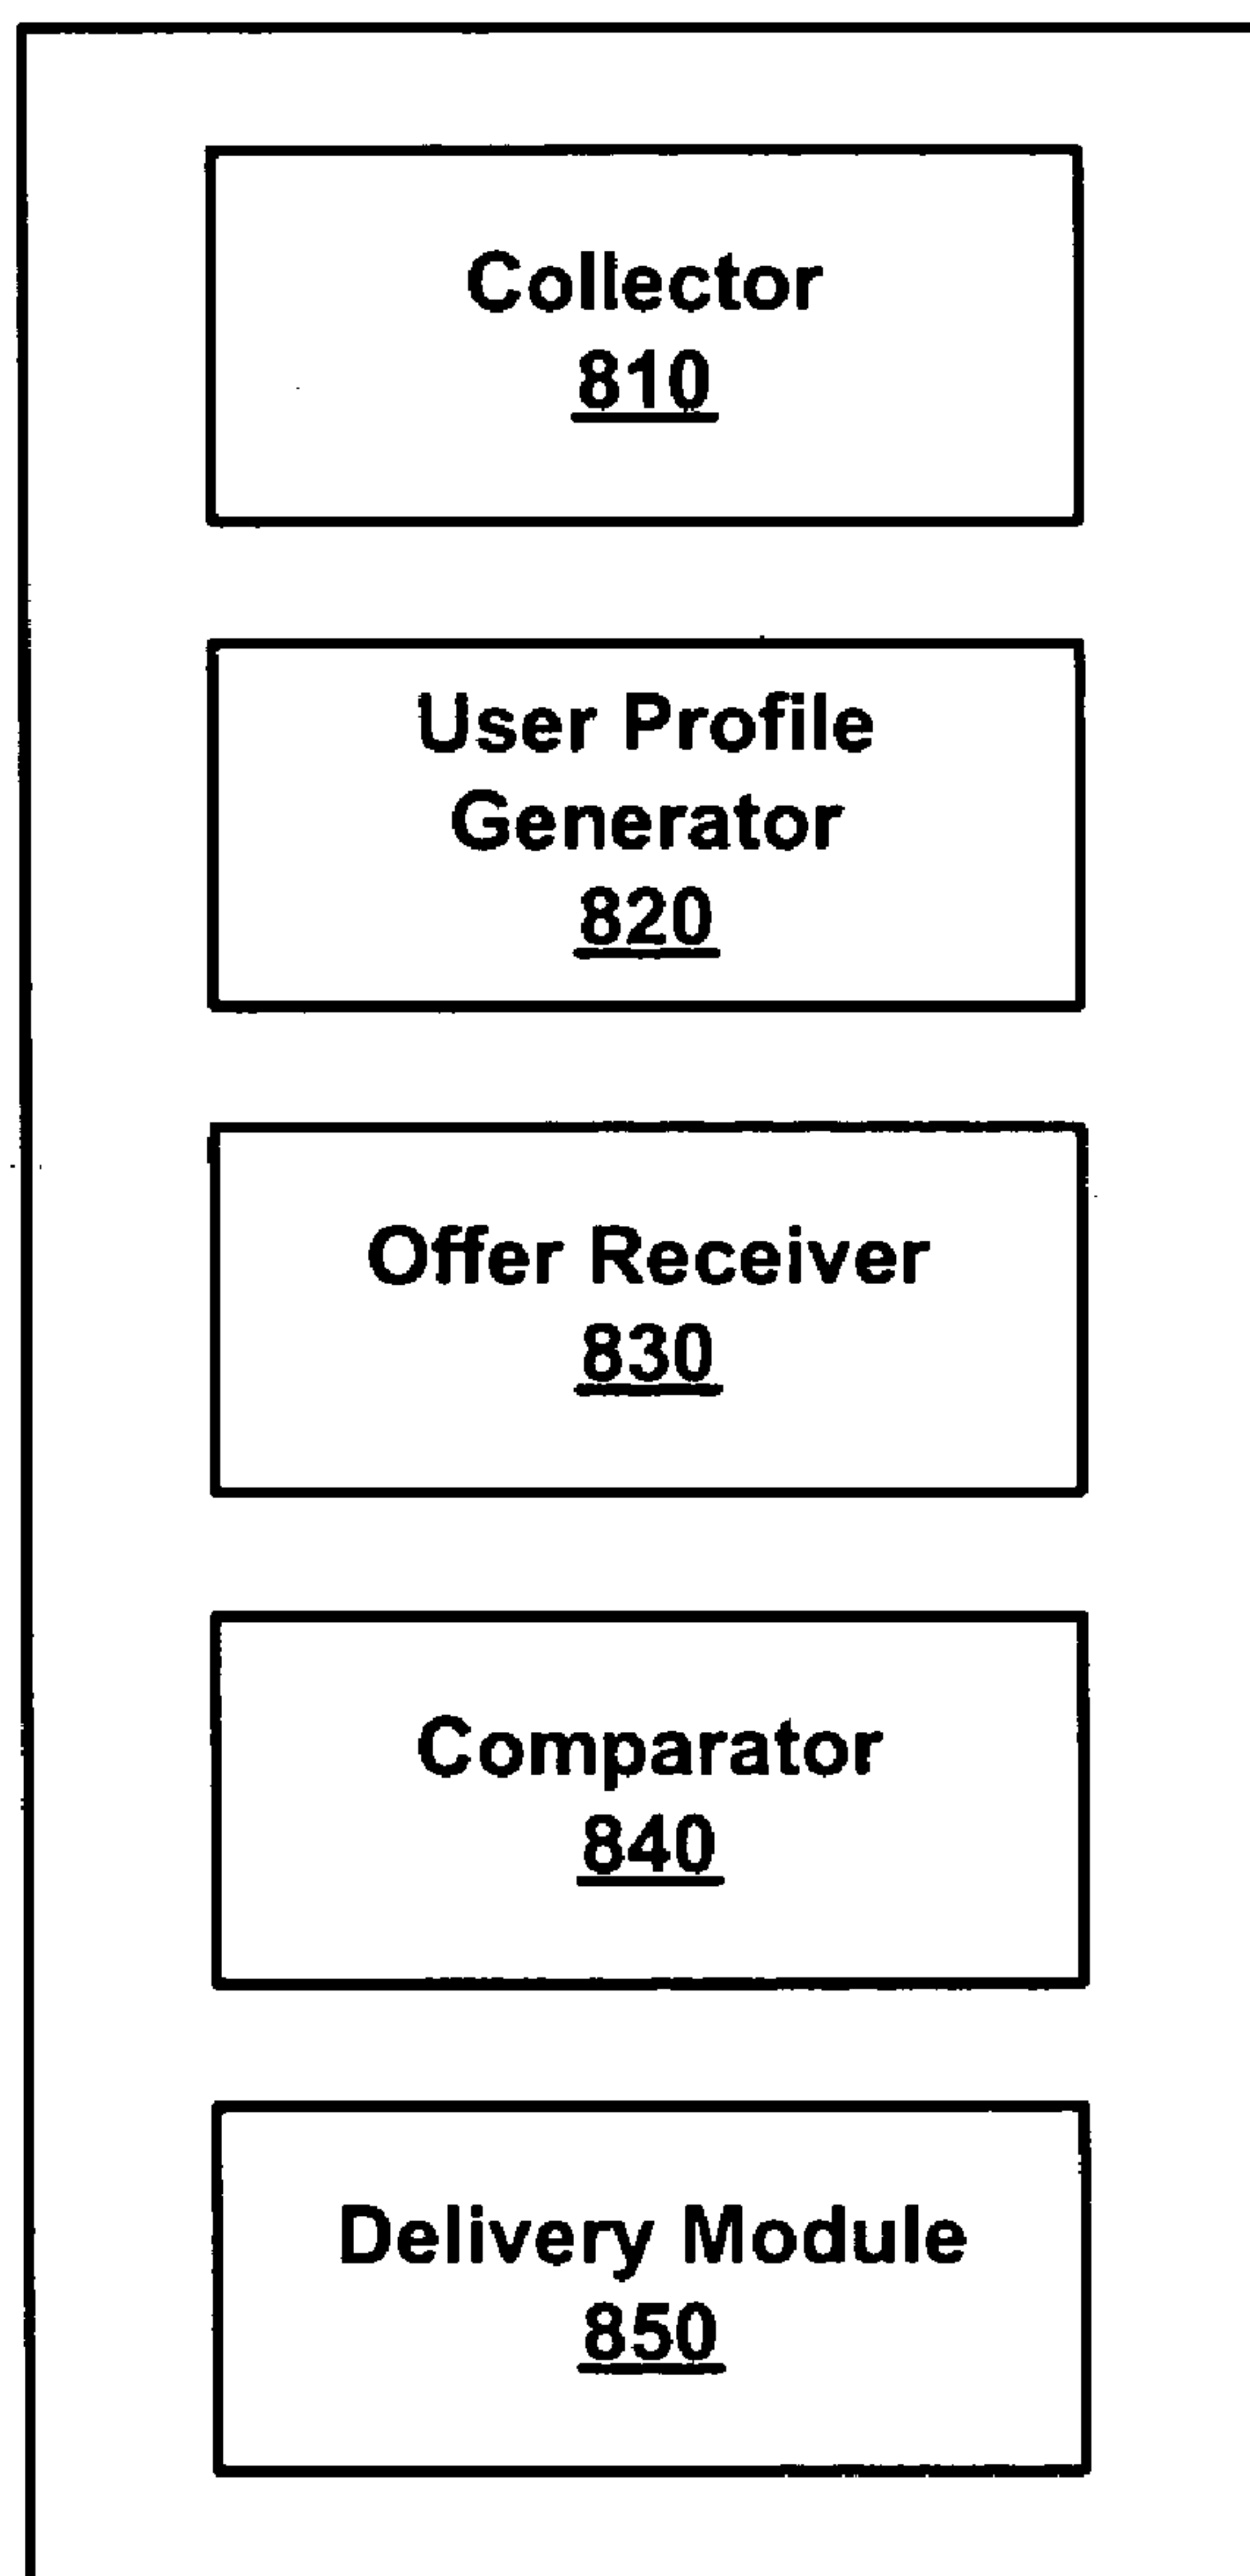 Collector
810
User Profile
Generator
820
Offer Receiver
830
Comparator
840
Delivery Module
850